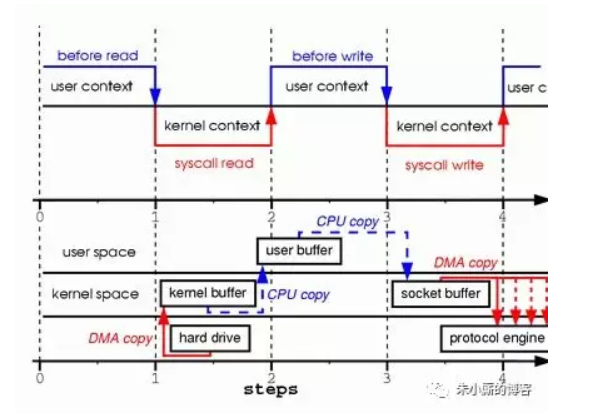 before read
before write
user context
user context
user c
kernel context
kernel context
syscall read
syscall write
0
1
2
3
4
CPU copy
user space
user buffer
DMA copy
kernel space
kernel buffer
CPU copy
socket buffer
DMA copy
hard drive
protocol engine
0
1
2
3
4
steps
朱小厮的博客